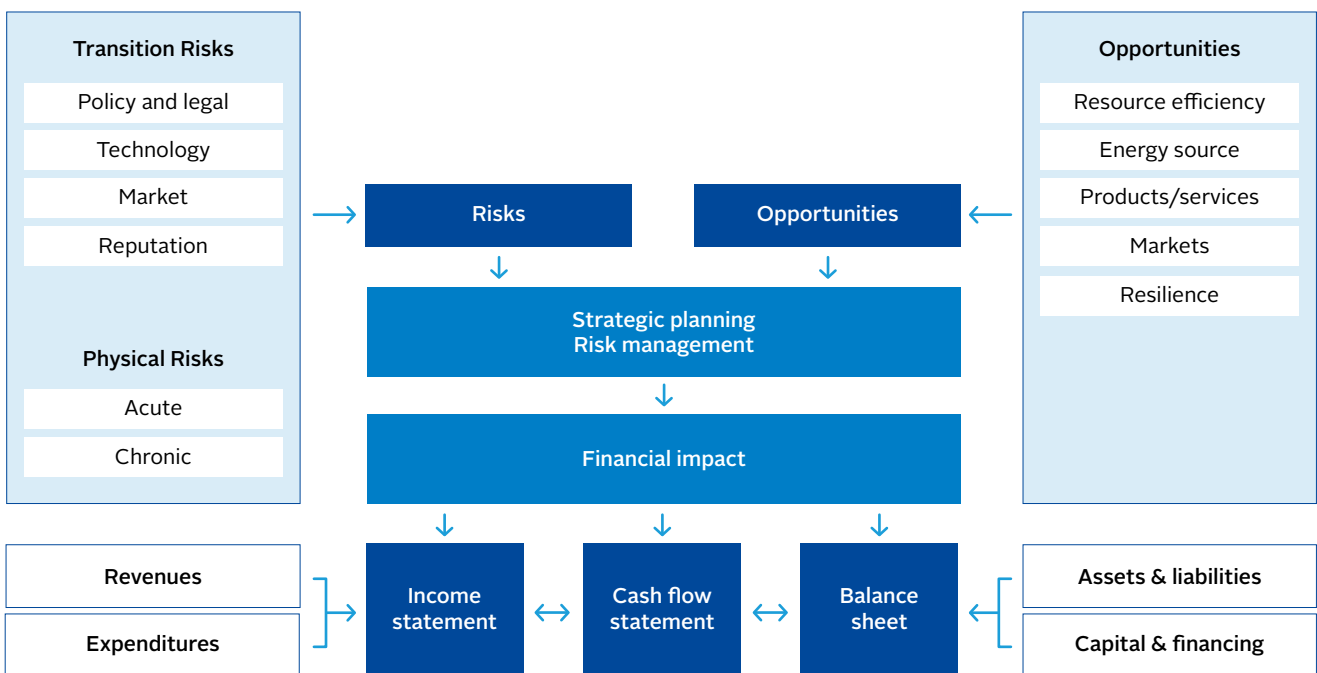 Transition Risks
Policy and legal
Technology
Market
Reputation
Physical Risks
Acute
Chronic
Risks
Opportunities
Strategic planning
Risk management
Financial impact
Opportunities
Resource efficiency
Energy source
Products/services
Markets
Resilience
Revenues
Expenditures
Income
statement
Cash flow
statement
Balance
sheet
Assets & liabilities
Capital & financing